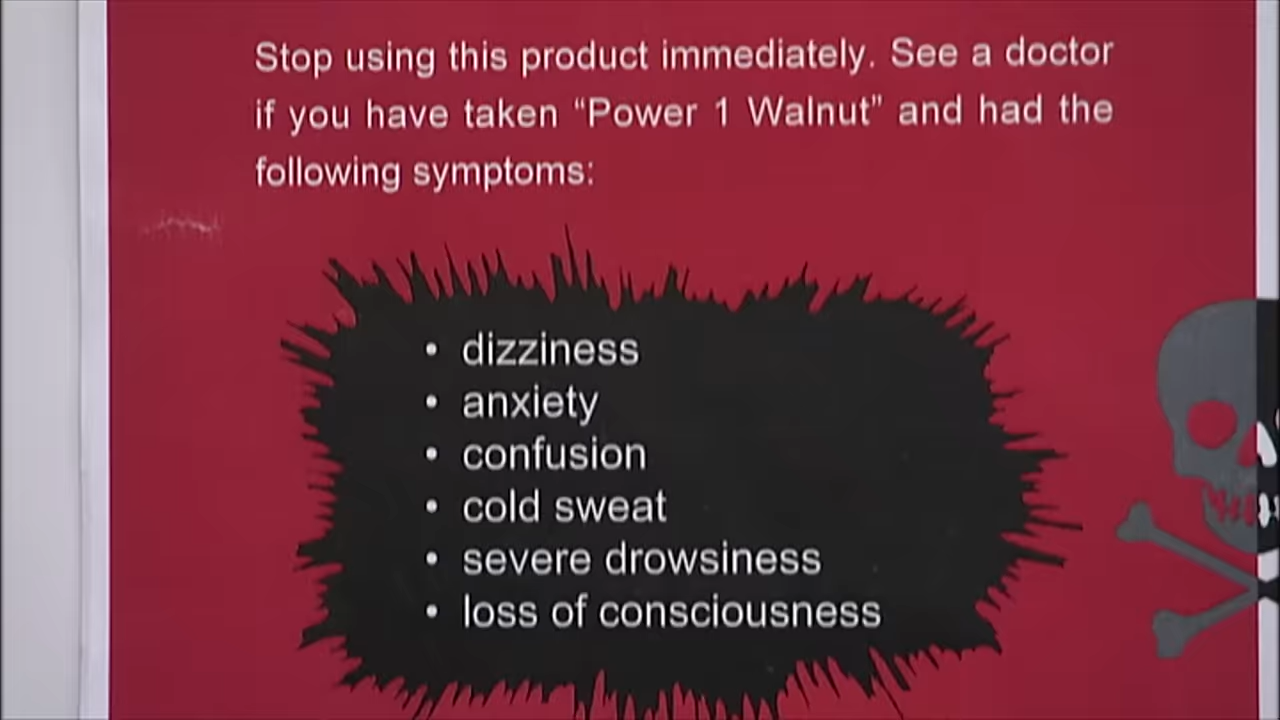 Stop using this product immediately. See a doctor
if you have taken “Power 1 Walnut” and had the
following symptoms:
• dizziness
• anxiety
• confusion
• cold sweat
• severe drowsiness
• loss of consciousness